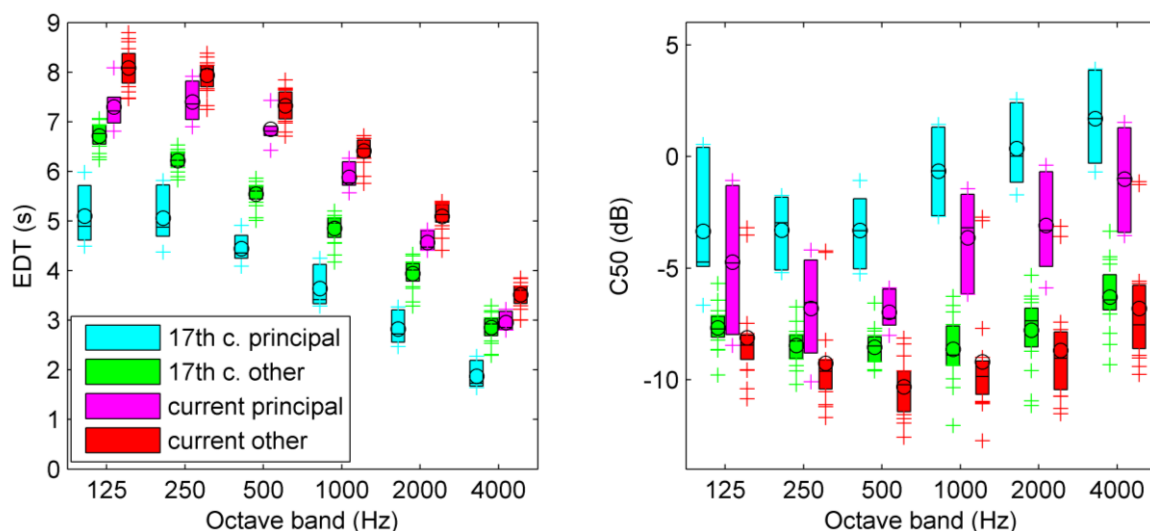 9
8
7
6
5
4
3
2
1
0
EDT (s)
17th c. principal
17th c. other
current principal
current other
125 250 500 1000 2000 4000
Octave band (Hz)
5
0
-5
-10
C50 (dB)
125 250 500 1000 2000 4000
Octave band (Hz)